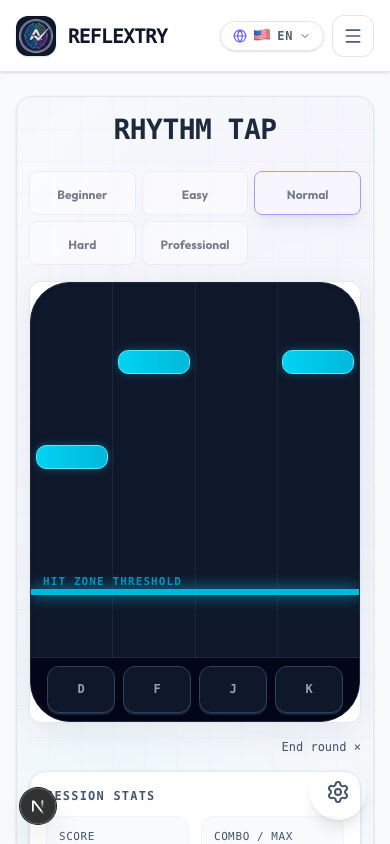 REFLEXTRY
EN
RHYTHM TAP
Beginner
Easy
Normal
Hard
Professional
HIT ZONE THRESHOLD
D
F
J
K
End round ×
ESSION STATS
N
SCORE
COMBO / MAX